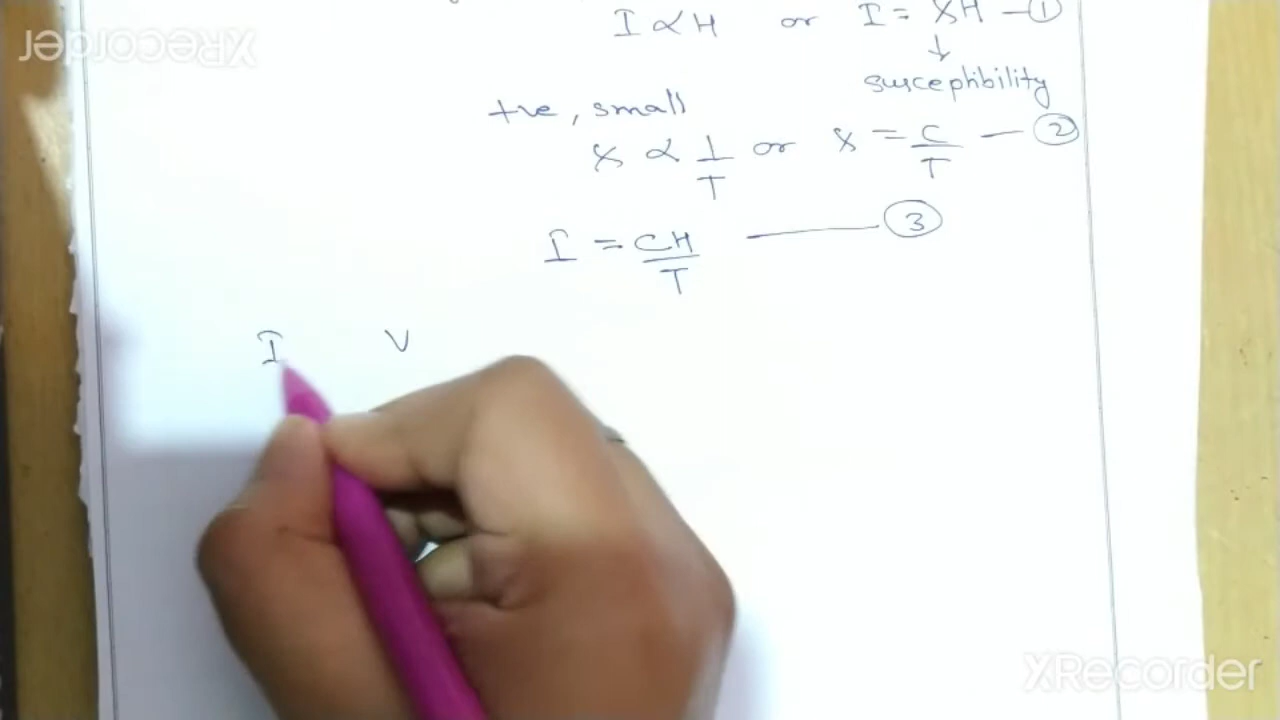 XRecorder
I ∝ H or I = χH — ①
↓
susceptibility
+ve, small
χ ∝ 1/T or χ = C/T — ②
I = CH/T — ③
I V
XRecorder